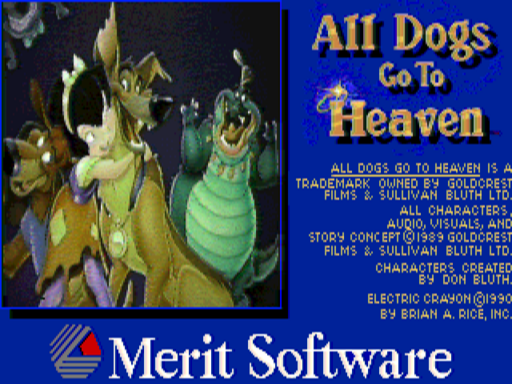 All Dogs
Go To
Heaven
ALL DOGS GO TO HEAVEN IS A
TRADEMARK OWNED BY GOLDCREST
FILMS & SULLIVAN BLUTH LTD.
ALL CHARACTERS,
AUDIO, VISUALS, AND
STORY CONCEPT ©1989 GOLDCREST
FILMS & SULLIVAN BLUTH LTD.
CHARACTERS CREATED
BY DON BLUTH.
ELECTRIC CRAYON ©1990
BY BRIAN A. RICE, INC.
Merit Software